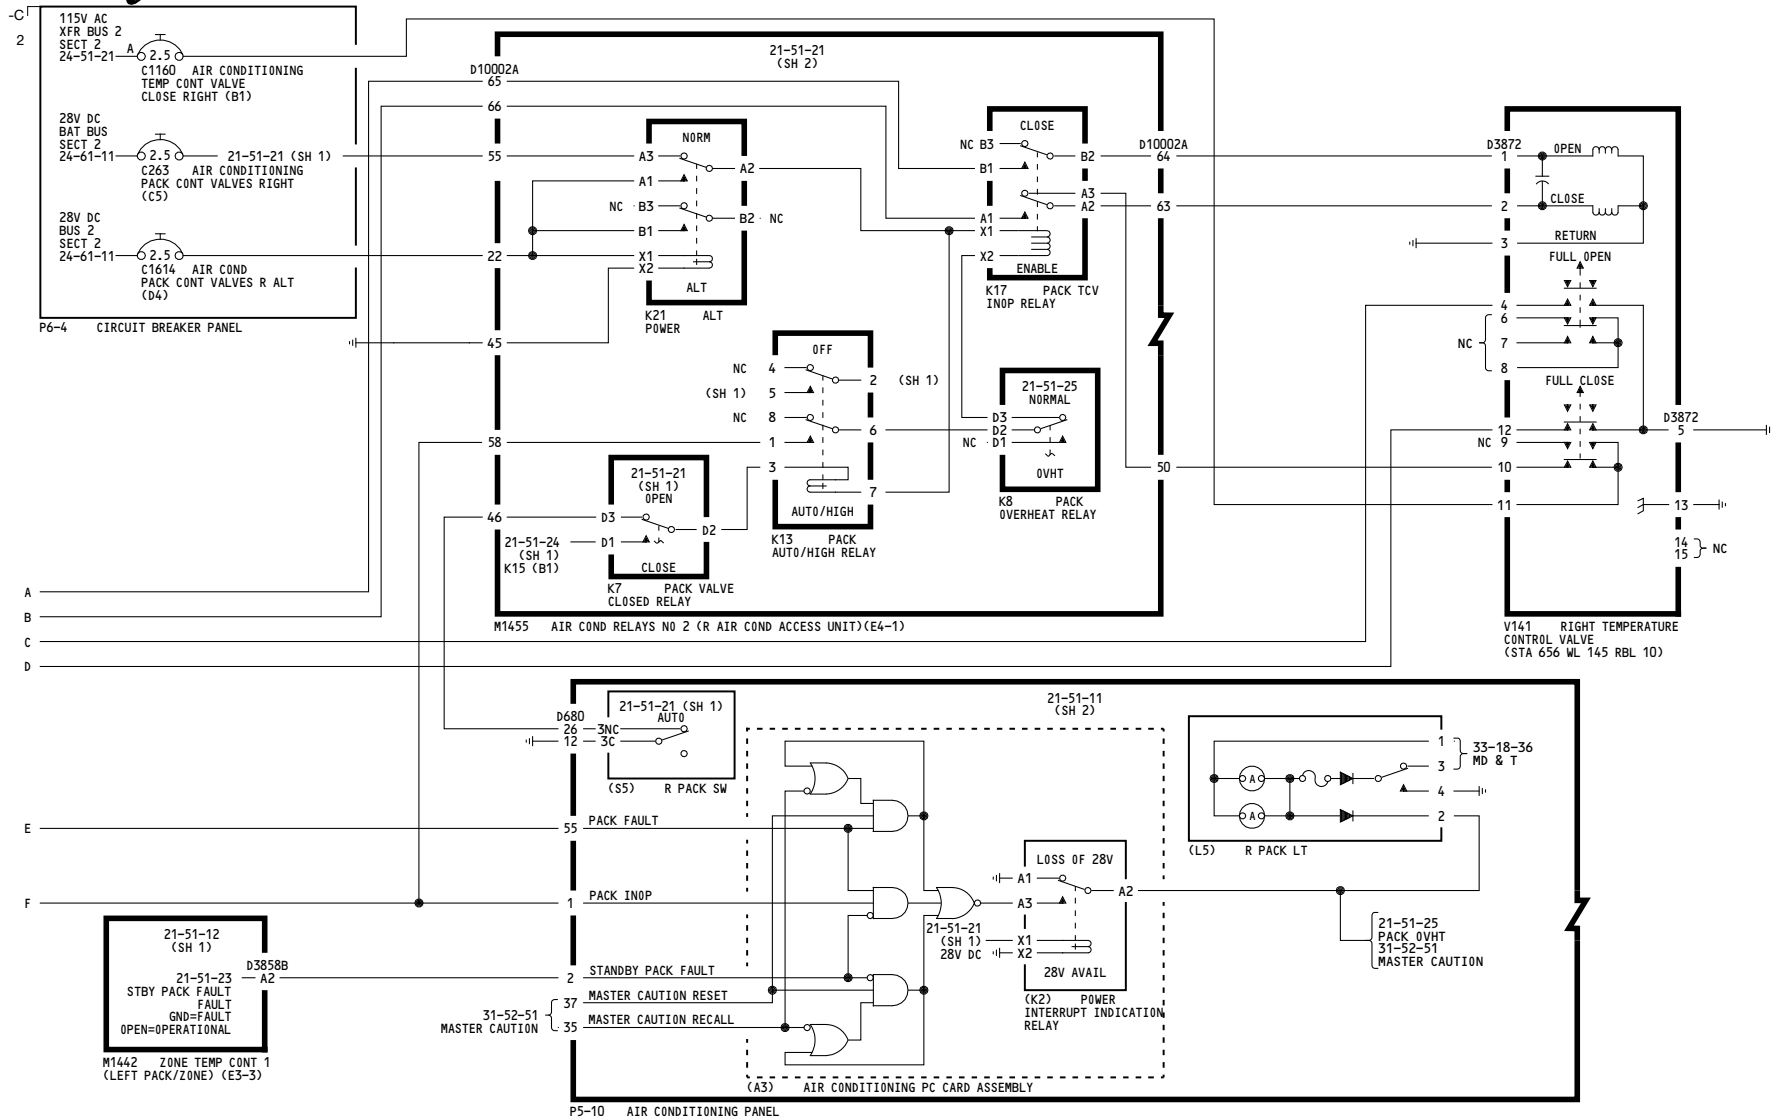 -C
2
115V AC
XFR BUS 2
SECT 2
24-51-21
A
2.5
C1160 AIR CONDITIONING
TEMP CONT VALVE
CLOSE RIGHT (B1)
28V DC
BAT BUS
SECT 2
24-61-11
2.5
21-51-21 (SH 1)
C263 AIR CONDITIONING
PACK CONT VALVES RIGHT
(C5)
28V DC
BUS 2
SECT 2
24-61-11
2.5
C1614 AIR COND
PACK CONT VALVES R ALT
(D4)
P6-4 CIRCUIT BREAKER PANEL
D10002A
65
66
55
22
45
58
46
21-51-21
(SH 2)
NORM
A3
A2
A1
NC B3
B2 NC
B1
X1
X2
ALT
K21 ALT
POWER
CLOSE
NC B3
B2
B1
A3
A2
A1
X1
X2
ENABLE
K17 PACK TCV
INOP RELAY
D10002A
64
63
50
OFF
NC 4
2 (SH 1)
(SH 1) 5
NC 8
6
1
3
7
AUTO/HIGH
K13 PACK
AUTO/HIGH RELAY
21-51-25
NORMAL
D3
D2
NC D1
OVHT
K8 PACK
OVERHEAT RELAY
21-51-21
(SH 1)
OPEN
D3
D2
D1
CLOSE
21-51-24
(SH 1)
K15 (B1)
K7 PACK VALVE
CLOSED RELAY
M1455 AIR COND RELAYS NO 2 (R AIR COND ACCESS UNIT)(E4-1)
D3872
1
OPEN
2
CLOSE
3
RETURN
FULL OPEN
4
6
NC 7
8
FULL CLOSE
12
NC 9
10
11
D3872
5
13
14
15
NC
V141 RIGHT TEMPERATURE
CONTROL VALVE
(STA 656 WL 145 RBL 10)
A
B
C
D
E
F
21-51-11
(SH 2)
D680
26
12
21-51-21 (SH 1)
AUTO
3NC
3C
(S5) R PACK SW
55 PACK FAULT
1 PACK INOP
2 STANDBY PACK FAULT
37 MASTER CAUTION RESET
35 MASTER CAUTION RECALL
31-52-51
MASTER CAUTION
21-51-12
(SH 1)
21-51-23
D3858B
A2
STBY PACK FAULT
FAULT
GND=FAULT
OPEN=OPERATIONAL
M1442 ZONE TEMP CONT 1
(LEFT PACK/ZONE) (E3-3)
LOSS OF 28V
A1
A2
A3
21-51-21
(SH 1)
28V DC
X1
X2
28V AVAIL
(K2) POWER
INTERRUPT INDICATION
RELAY
(A3) AIR CONDITIONING PC CARD ASSEMBLY
1
3
4
2
A
A
33-18-36
MD & T
(L5) R PACK LT
21-51-25
PACK OVHT
31-52-51
MASTER CAUTION
P5-10 AIR CONDITIONING PANEL